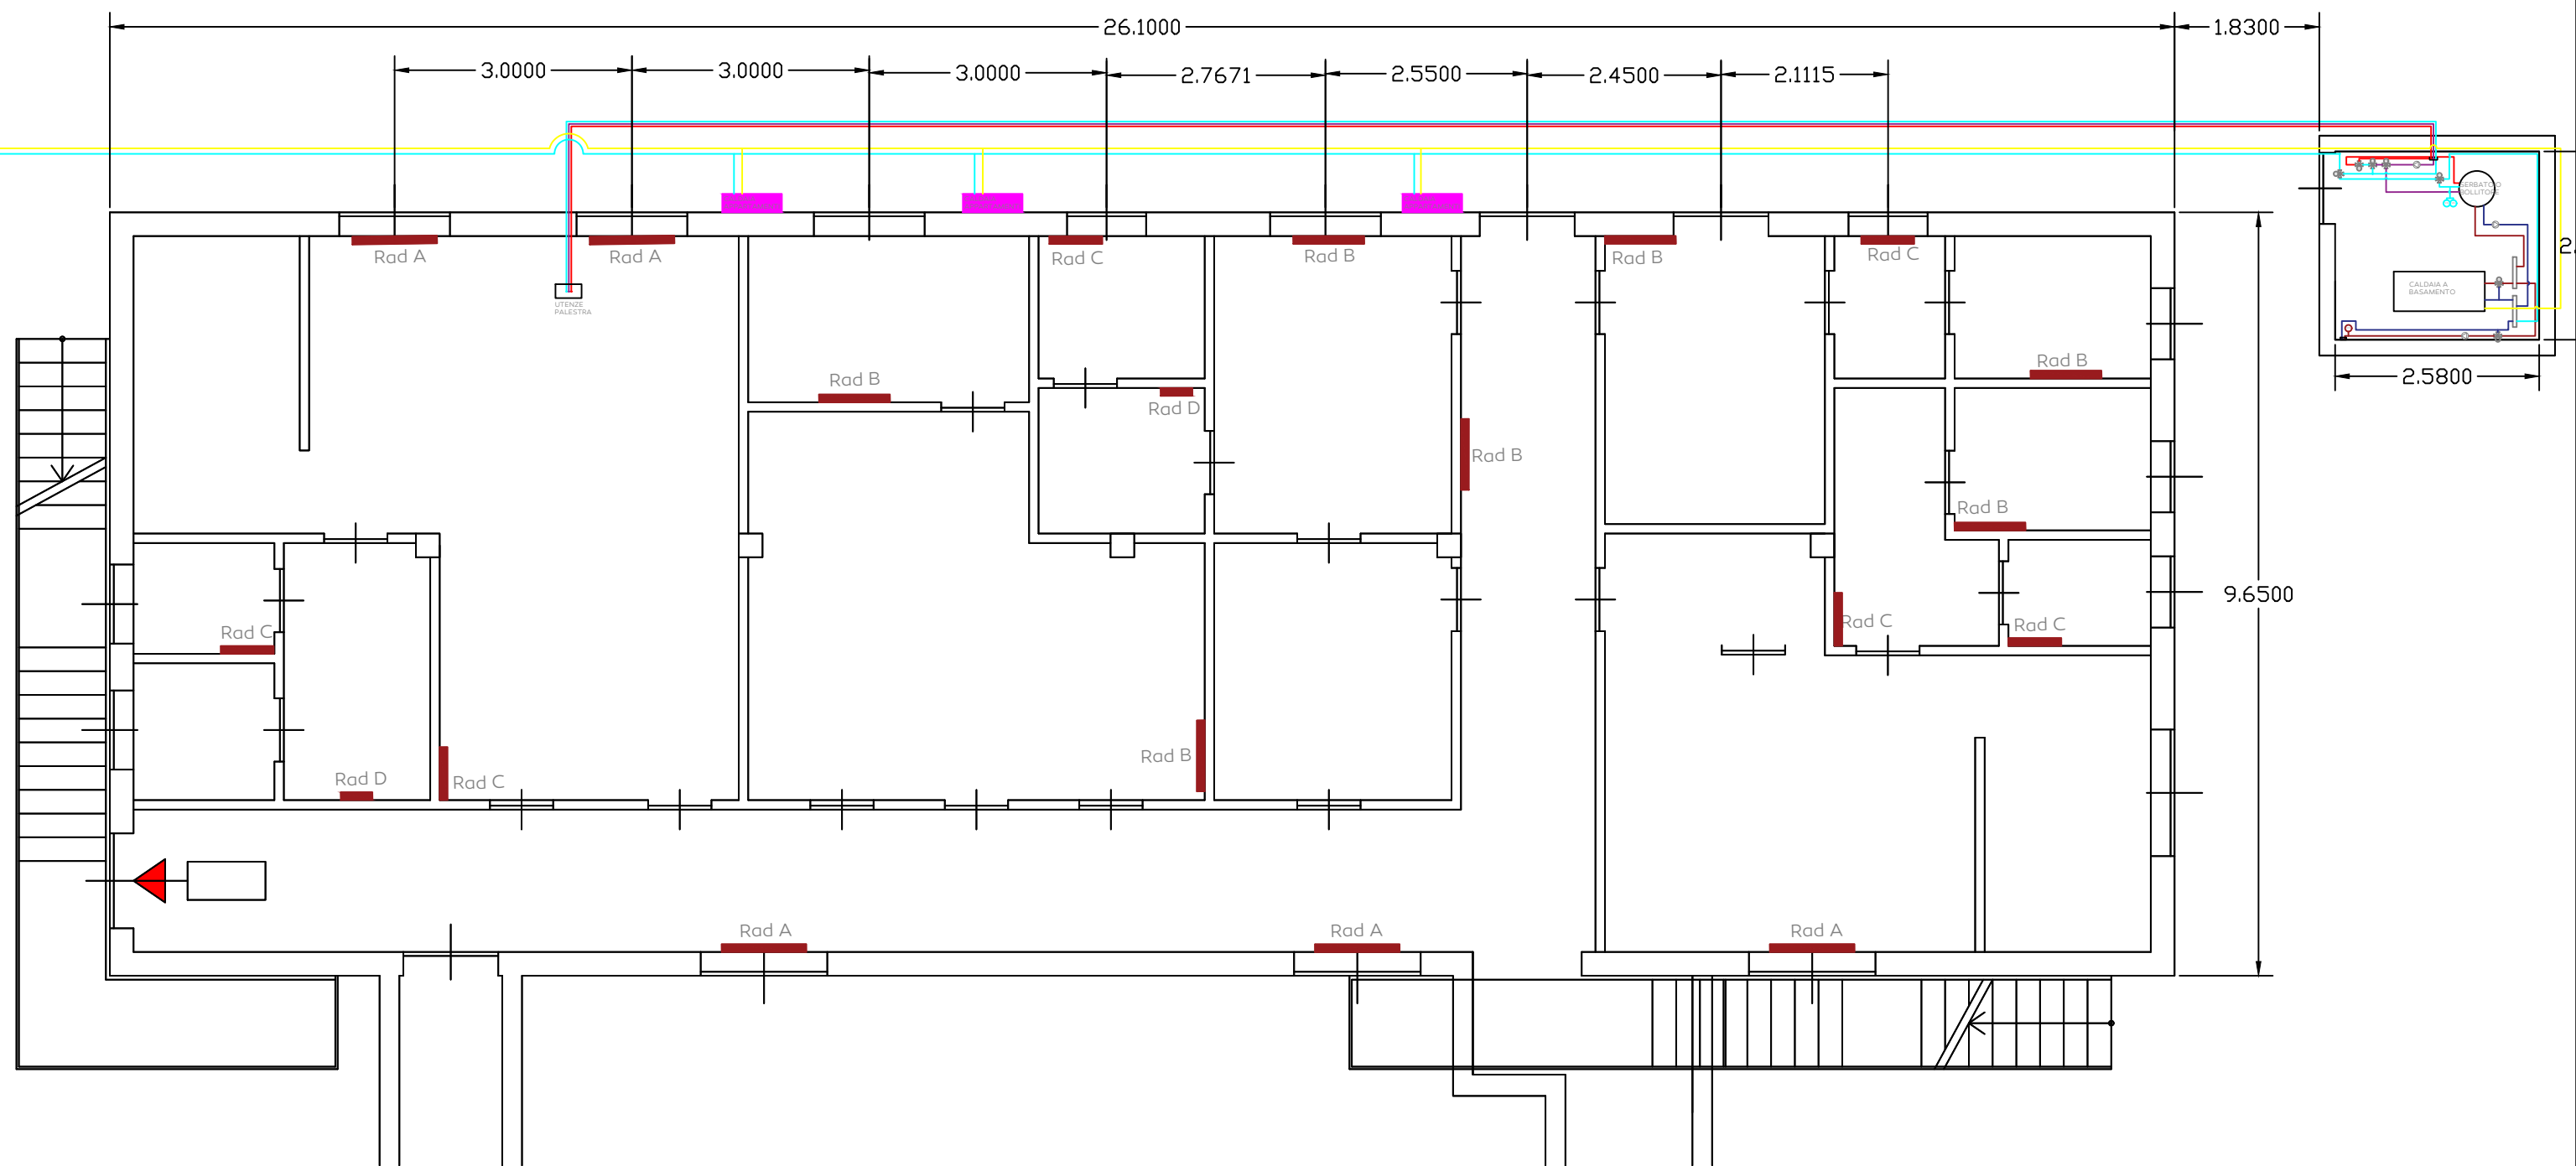 26.1000
1.8300
3.0000
3.0000
3.0000
2.7671
2.5500
2.4500
2.1115
Rad A
Rad A
Rad C
Rad B
Rad B
Rad C
UTENZE
PALESTRA
CALDAIA A
BASAMENTO
2.5800
Rad B
Rad D
Rad B
Rad B
Rad B
9.6500
Rad C
Rad C
Rad C
Rad B
Rad D
Rad C
Rad A
Rad A
Rad A